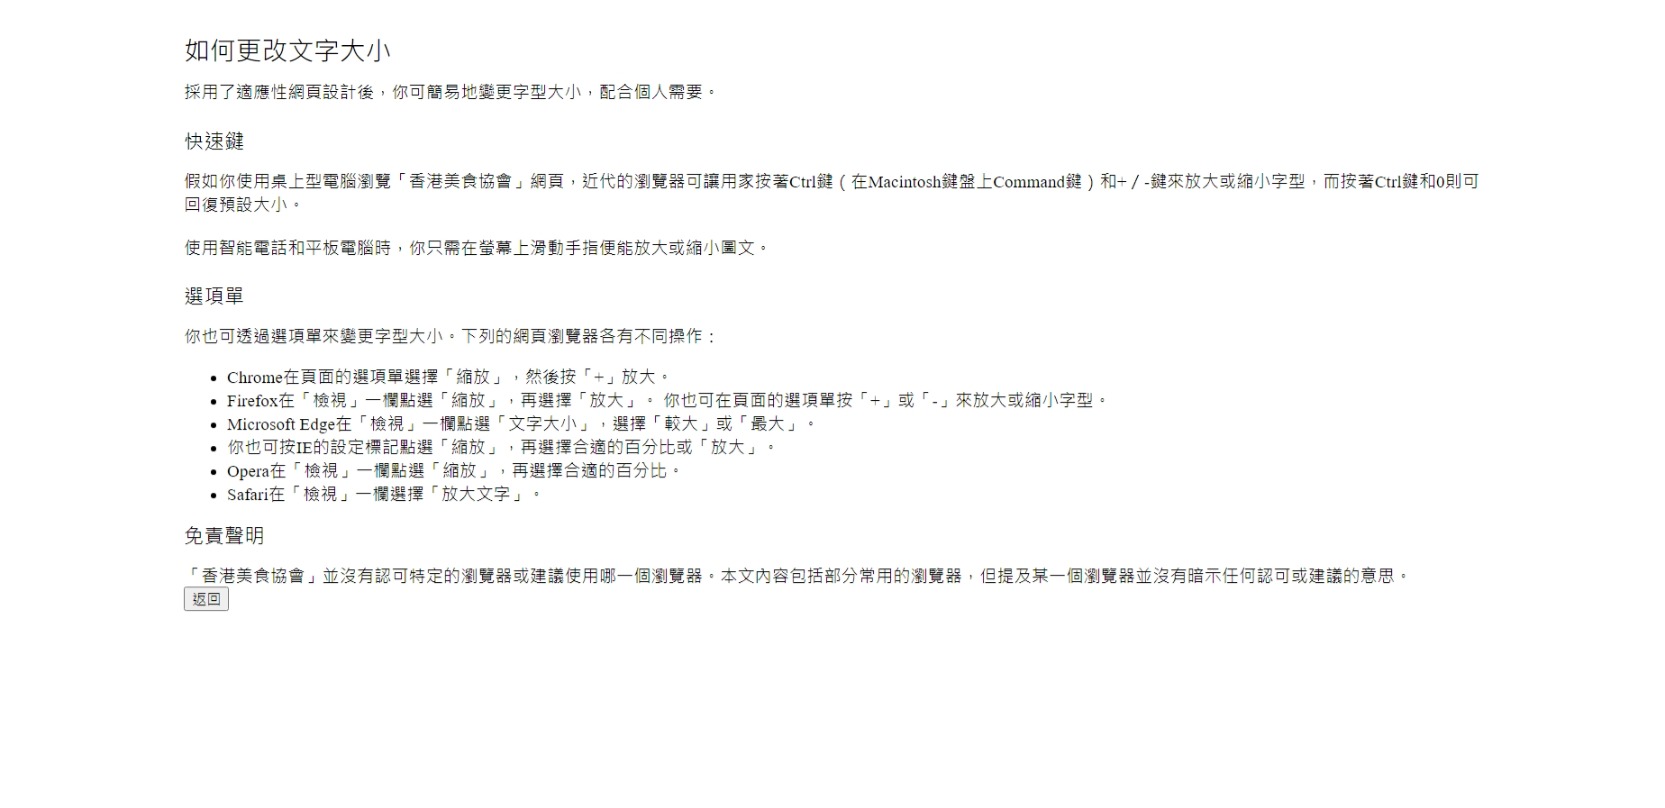 如何更改文字大小
採用了適應性網頁設計後，你可簡易地變更字型大小，配合個人需要。
快速鍵
假如你使用桌上型電腦瀏覽「香港美食協會」網頁，近代的瀏覽器可讓用家按著Ctrl鍵（在Macintosh鍵盤上Command鍵）和+ / -鍵來放大或縮小字型，而按著Ctrl鍵和0則可
回復預設大小。
使用智能電話和平板電腦時，你只需在螢幕上滑動手指便能放大或縮小圖文。
選項單
你也可透過選項單來變更字型大小。下列的網頁瀏覽器各有不同操作：
• Chrome在頁面的選項單選擇「縮放」，然後按「+」放大。
• Firefox在「檢視」一欄點選「縮放」，再選擇「放大」。 你也可在頁面的選項單按「+」或「-」來放大或縮小字型。
• Microsoft Edge在「檢視」一欄點選「文字大小」，選擇「較大」或「最大」。
• 你也可按IE的設定標記點選「縮放」，再選擇合適的百分比或「放大」。
• Opera在「檢視」一欄點選「縮放」，再選擇合適的百分比。
• Safari在「檢視」一欄選擇「放大文字」。
免責聲明
「香港美食協會」並沒有認可特定的瀏覽器或建議使用哪一個瀏覽器。本文內容包括部分常用的瀏覽器，但提及某一個瀏覽器並沒有暗示任何認可或建議的意思。
返回